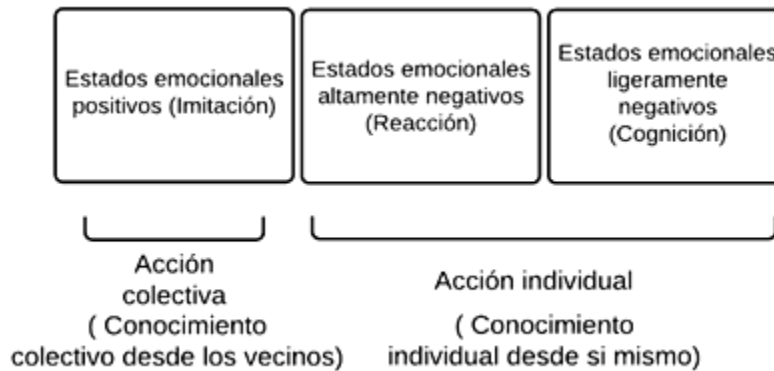 Estados emocionales
positivos (Imitación)
Estados emocionales
altamente negativos
(Reacción)
Estados emocionales
ligeramente
negativos
(Cognición)
Acción
colectiva
( Conocimiento
colectivo desde los vecinos)
Acción individual
( Conocimiento
individual desde si mismo)